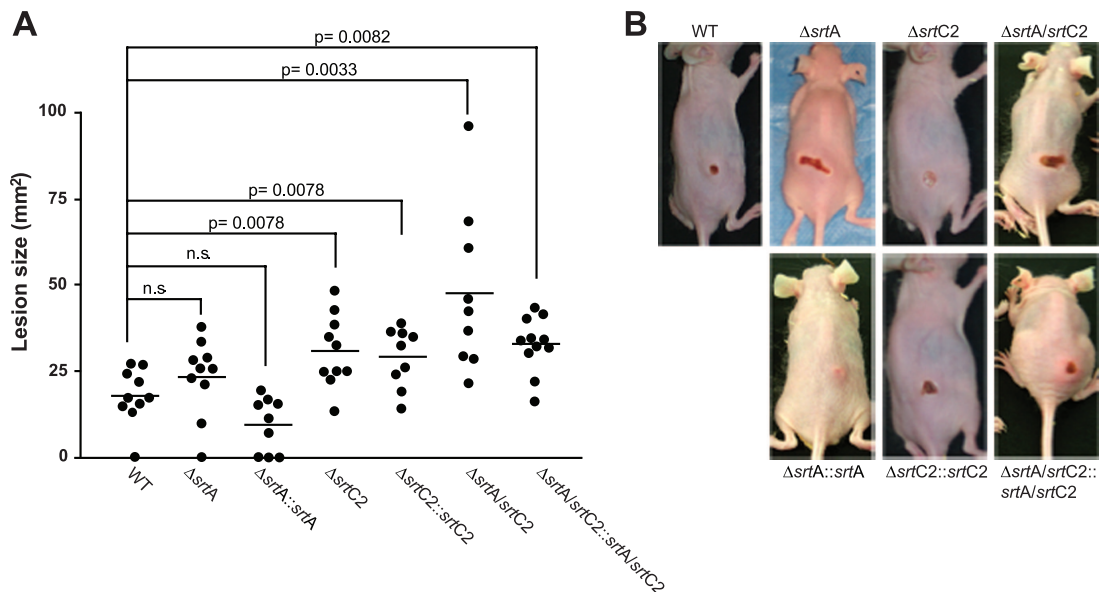 A
p= 0.0082
p= 0.0033
p= 0.0078
p= 0.0078
n.s.
n.s
Lesion size (mm²)
100
75
50
25
0
WT
ΔsrtA
ΔsrtA::srtA
ΔsrtC2
ΔsrtC2::srtC2
ΔsrtA/srtC2
ΔsrtA/srtC2::srtA/srtC2
B
WT
ΔsrtA
ΔsrtC2
ΔsrtA/srtC2
ΔsrtA::srtA
ΔsrtC2::srtC2
ΔsrtA/srtC2::
srtA/srtC2